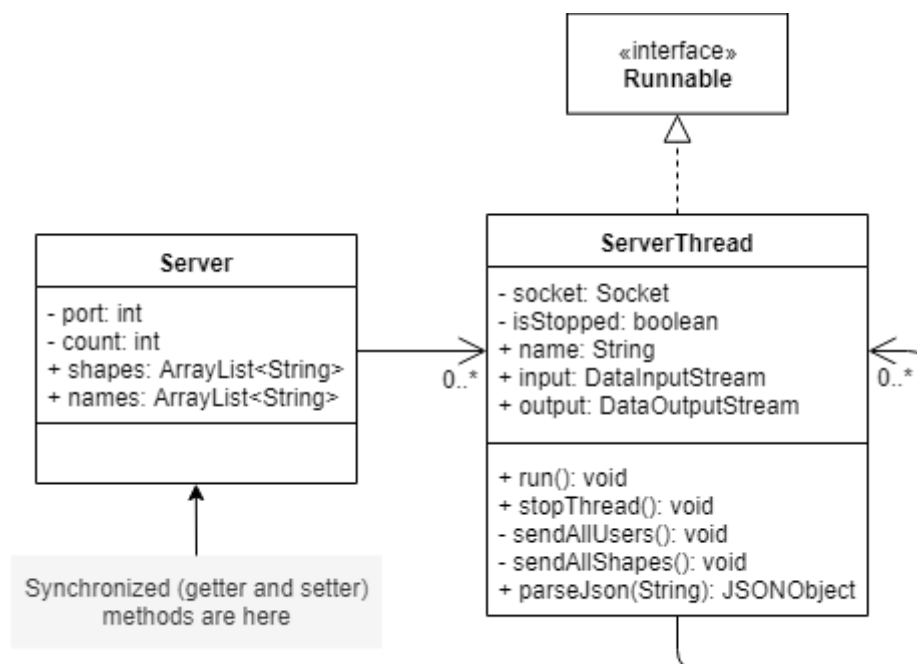 «interface»
Runnable
Server
- port: int
- count: int
+ shapes: ArrayList<String>
+ names: ArrayList<String>
0..*
ServerThread
- socket: Socket
- isStopped: boolean
+ name: String
+ input: DataInputStream
+ output: DataOutputStream
+ run(): void
+ stopThread(): void
- sendAllUsers(): void
- sendAllShapes(): void
+ parseJson(String): JSONObject
0..*
Synchronized (getter and setter)
methods are here